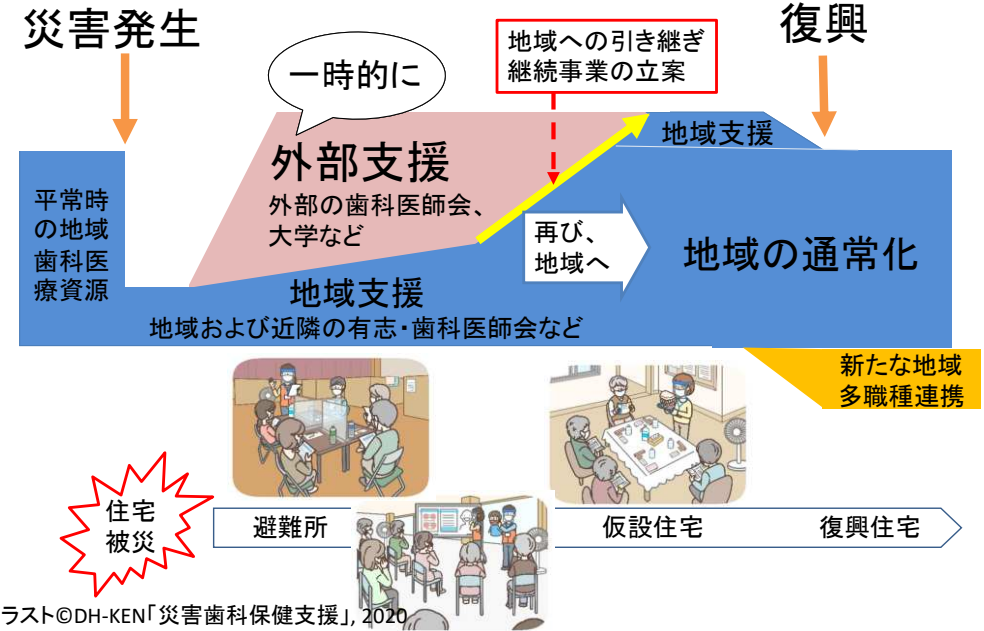 災害発生
復興
一時的に
地域への引き継ぎ
継続事業の立案
地域支援
外部支援
外部の歯科医師会、
大学など
平常時
の地域
歯科医
療資源
再び、
地域へ
地域の通常化
地域支援
地域および近隣の有志・歯科医師会など
新たな地域
多職種連携
住宅
被災
避難所
仮設住宅
復興住宅
ラスト©DH-KEN「災害歯科保健支援」, 2020